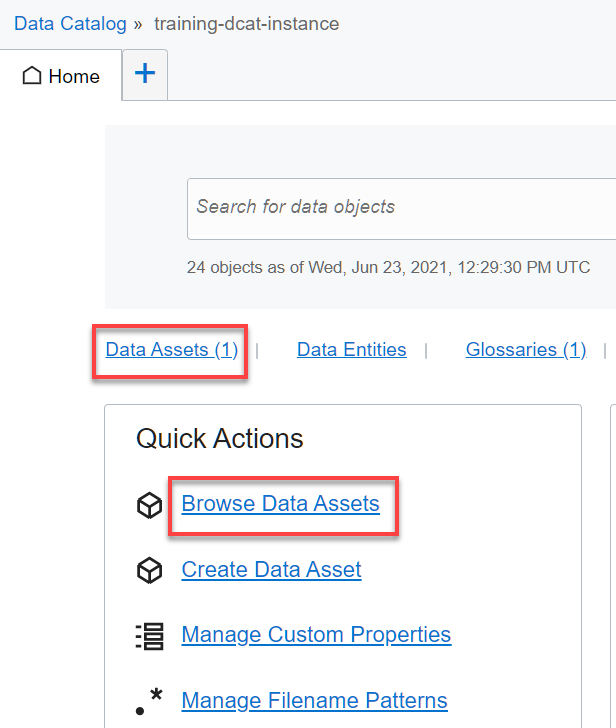 Data Catalog » training-dcat-instance
Home +
Search for data objects
24 objects as of Wed, Jun 23, 2021, 12:29:30 PM UTC
Data Assets (1) | Data Entities | Glossaries (1) |
Quick Actions
Browse Data Assets
Create Data Asset
Manage Custom Properties
Manage Filename Patterns